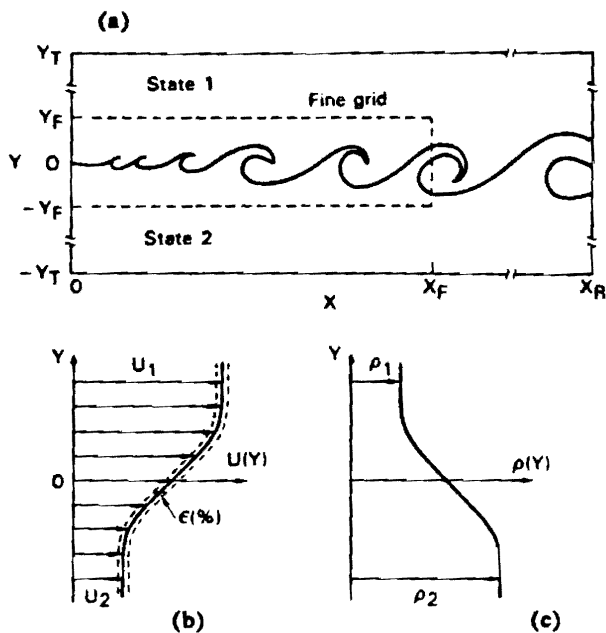 (a)
Y_T
State 1
Fine grid
Y_F
Y 0
-Y_F
State 2
-Y_T
0 X X_F X_R
Y
U_1
U(Y)
0
ε(%)
U_2
(b)
Y
ρ_1
ρ(Y)
ρ_2
(c)